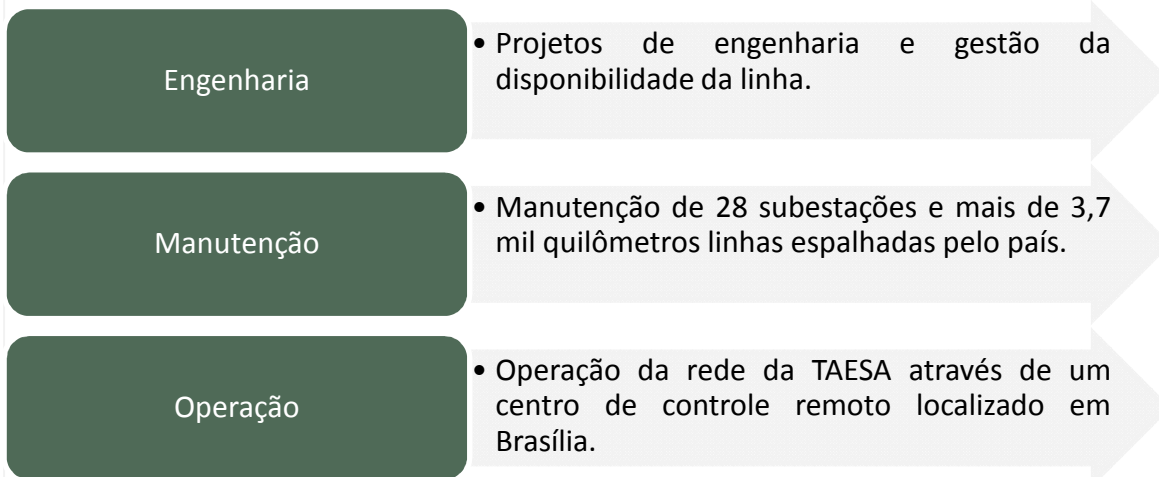 Engenharia
• Projetos de engenharia e gestão da
disponibilidade da linha.
Manutenção
• Manutenção de 28 subestações e mais de 3,7
mil quilômetros linhas espalhadas pelo país.
Operação
• Operação da rede da TAESA através de um
centro de controle remoto localizado em
Brasília.